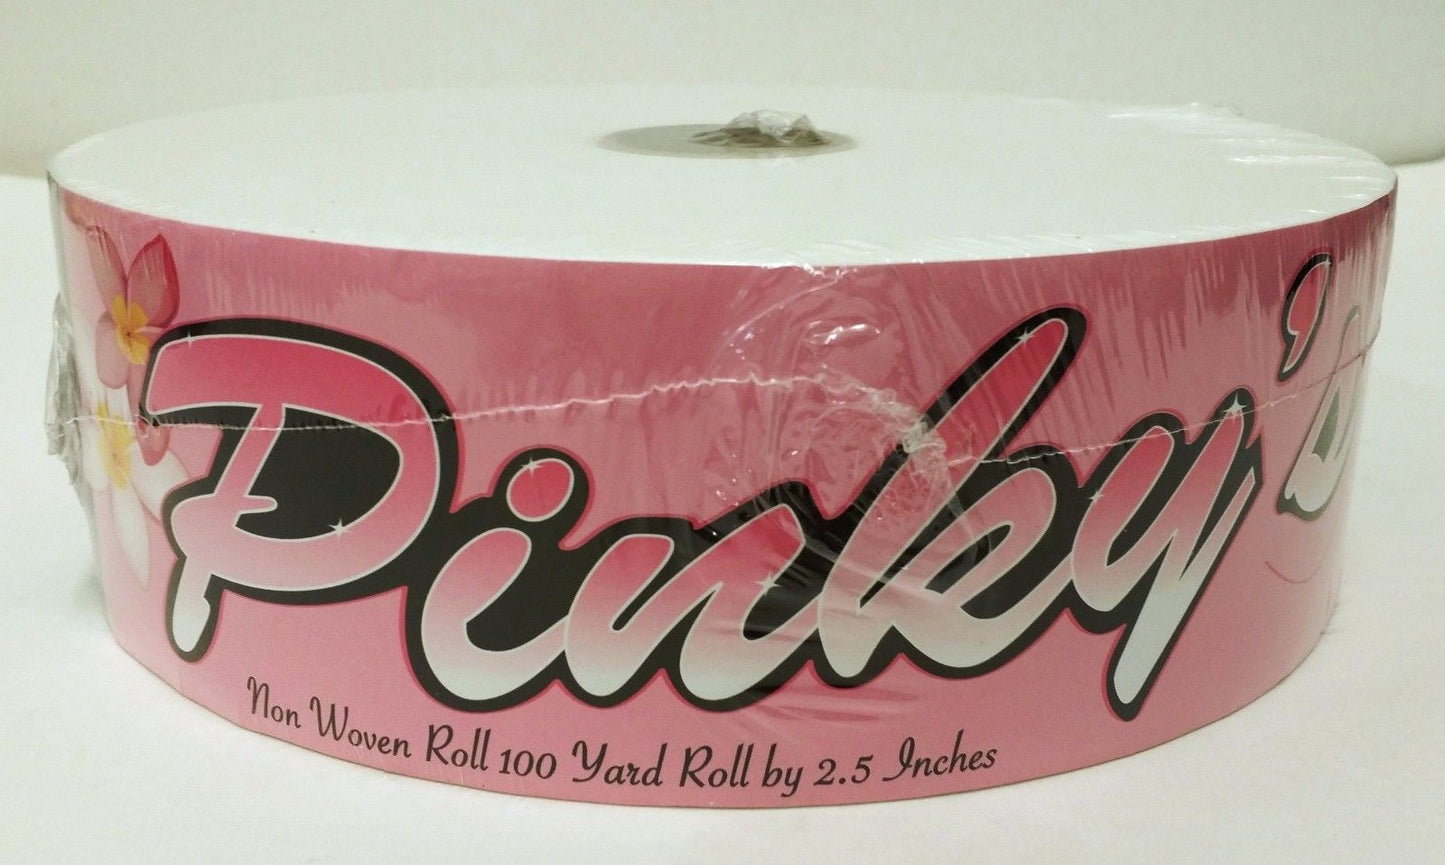 Pinky's
Non Woven Roll 100 Yard Roll by 2.5 Inches